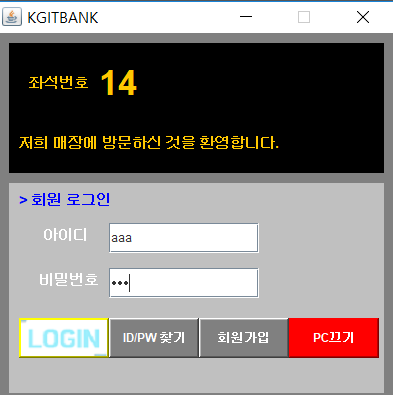 KGITBANK
좌석번호 14
저희 매장에 방문하신 것을 환영합니다.
> 회원 로그인
아이디 aaa
비밀번호 •••
LOGIN ID/PW 찾기 회원가입 PC끄기